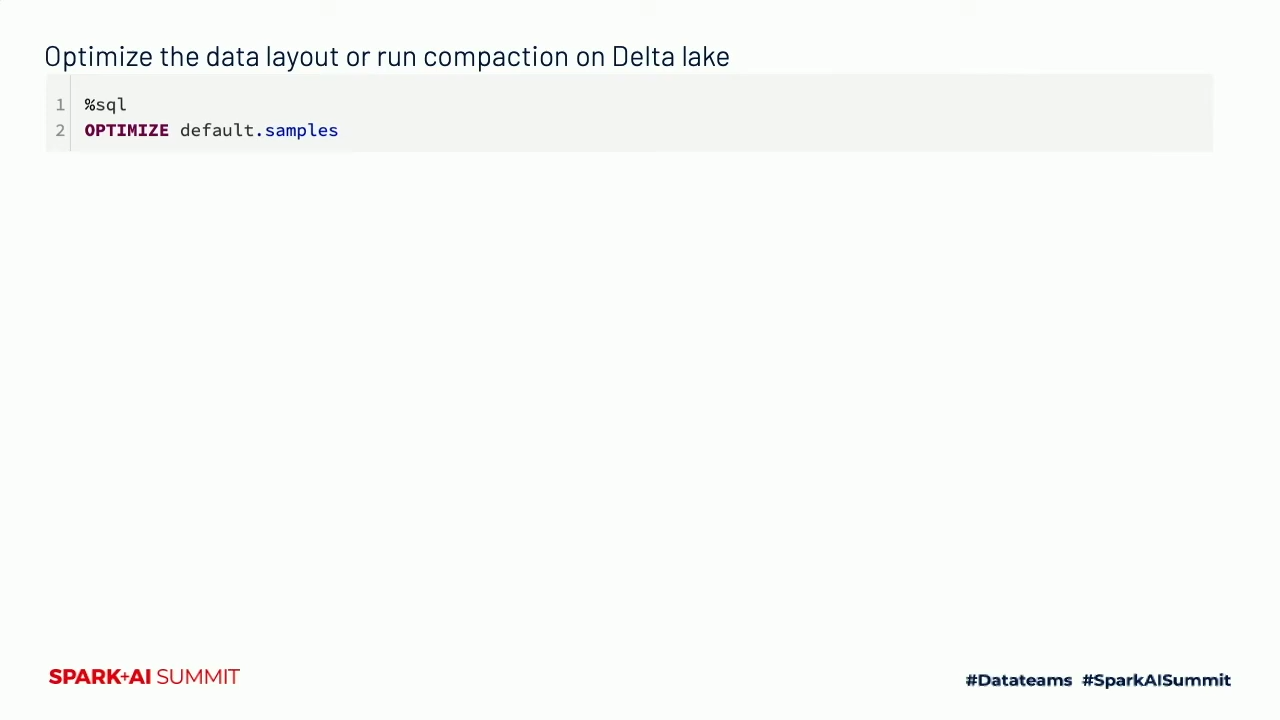 Optimize the data layout or run compaction on Delta lake
1 %sql
2 OPTIMIZE default.samples
SPARK+AI SUMMIT
#Datateams #SparkAISummit